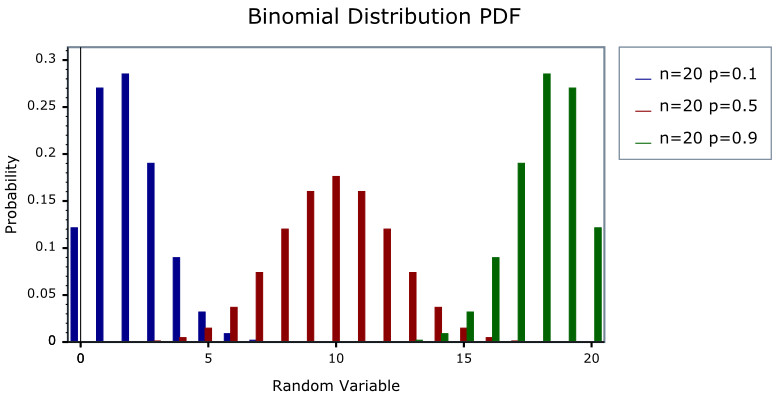 Binomial Distribution PDF
n=20 p=0.1
n=20 p=0.5
n=20 p=0.9
Probability
0.3
0.25
0.2
0.15
0.1
0.05
0
0 5 10 15 20
Random Variable